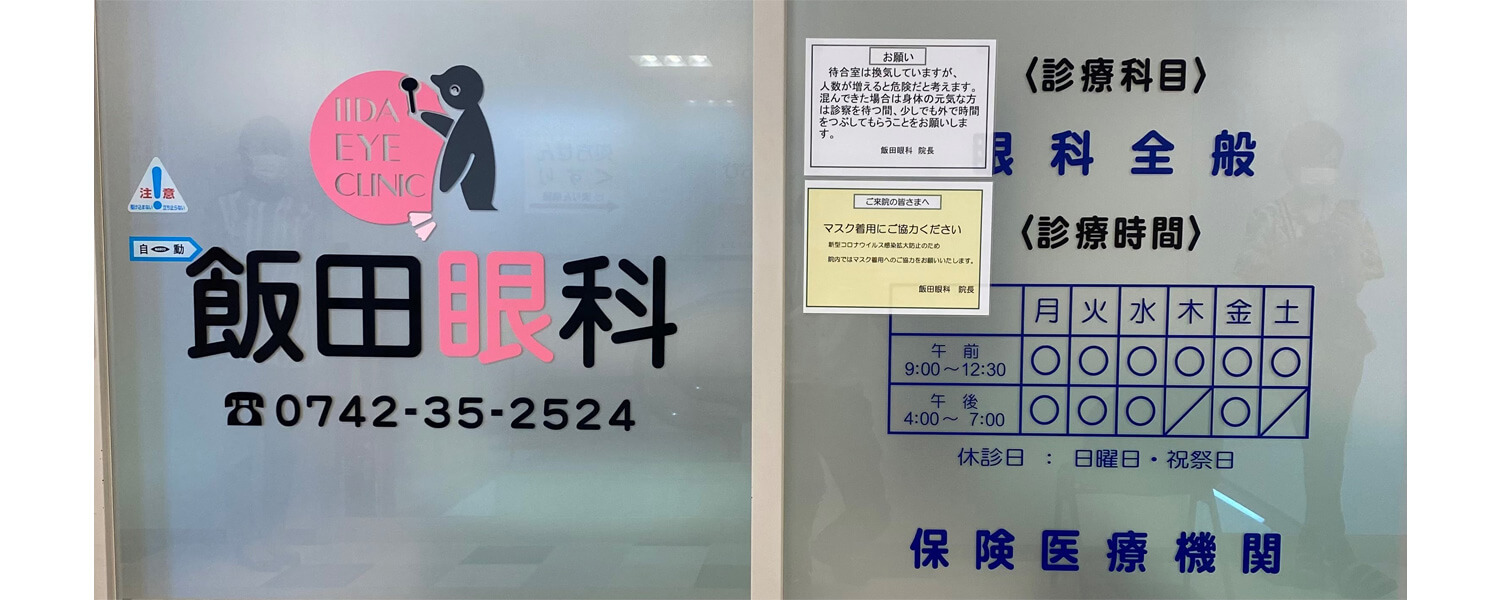 IIDA
EYE
CLINIC
注!意
自動
飯田眼科
☎0742-35-2524
お願い
待合室は換気していますが、
人数が増えると危険だと考えます。
混んできた場合は身体の元気な方
は診察を待つ間、少しでも外で時間
をつぶしてもらうことをお願いしま
す。
飯田眼科 院長
ご来院の皆さまへ
マスク着用にご協力ください
新型コロナウイルス感染拡大防止のため
院内ではマスク着用へのご協力をお願いいたします。
飯田眼科 院長
〈診療科目〉
眼科全般
〈診療時間〉
月 火 水 木 金 土
午前 9:00~12:30 ○ ○ ○ ○ ○ ○
午後 4:00~7:00 ○ ○ ○ / ○ /
休診日 : 日曜日・祝祭日
保険医療機関